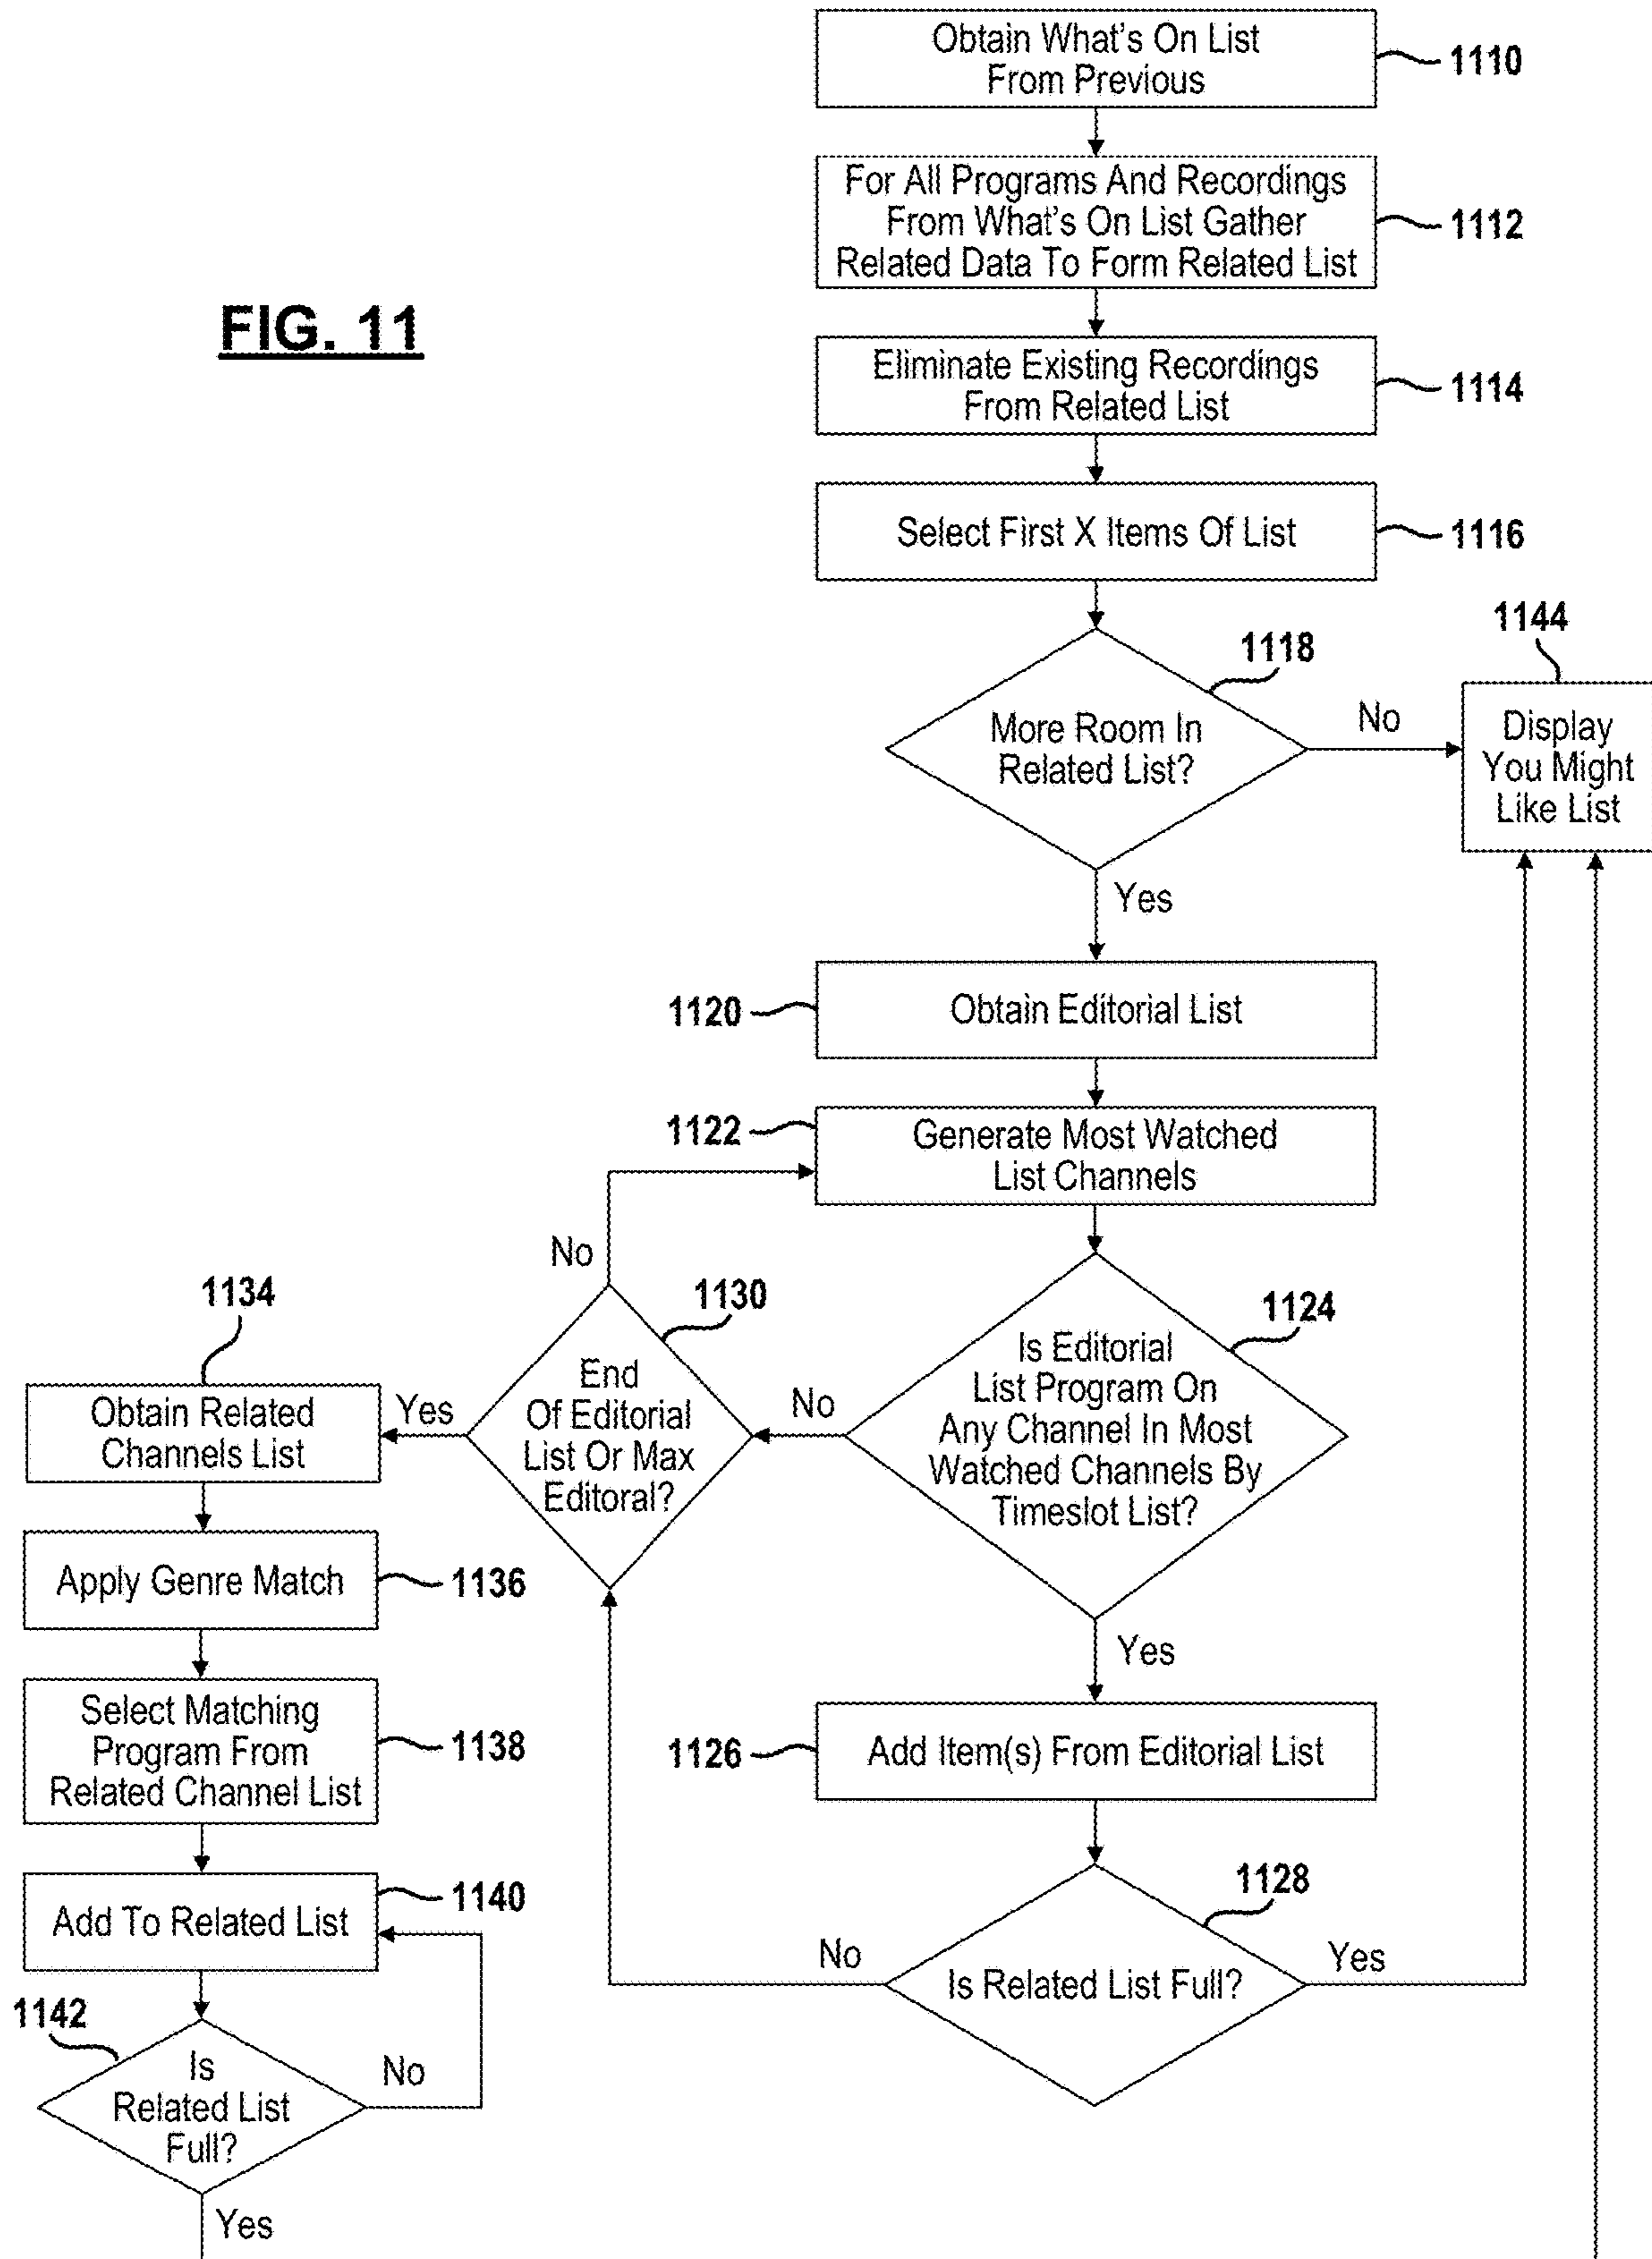 FIG. 11
Obtain What's On List
From Previous
1110
For All Programs And Recordings
From What's On List Gather
Related Data To Form Related List
1112
Eliminate Existing Recordings
From Related List
1114
Select First X Items Of List
1116
More Room In
Related List?
1118
No
1144
Display
You Might
Like List
Yes
1120
Obtain Editorial List
1122
Generate Most Watched
List Channels
Is Editorial
List Program On
Any Channel In Most
Watched Channels By
Timeslot List?
1124
No
End
Of Editorial
List Or Max
Editoral?
1130
No
Yes
1134
Obtain Related
Channels List
Apply Genre Match
1136
Select Matching
Program From
Related Channel List
1138
Add To Related List
1140
1142
Is
Related List
Full?
No
Yes
Yes
1126
Add Item(s) From Editorial List
1128
Is Related List Full?
No
Yes